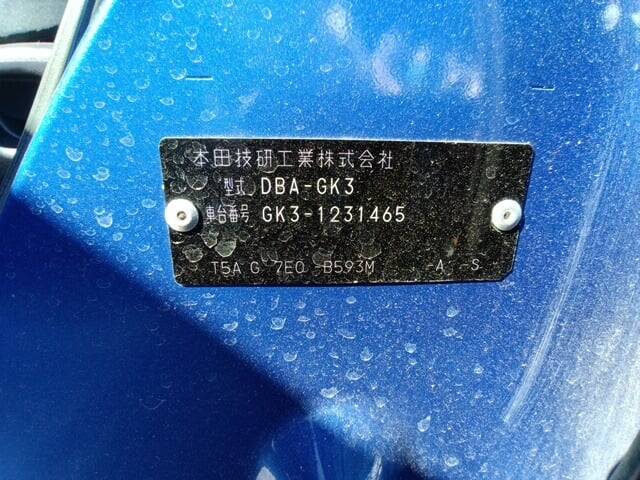 本田技研工業株式会社
型式 DBA-GK3
車台番号 GK3-1231465
T5A G 7E0 -B593M -A -S